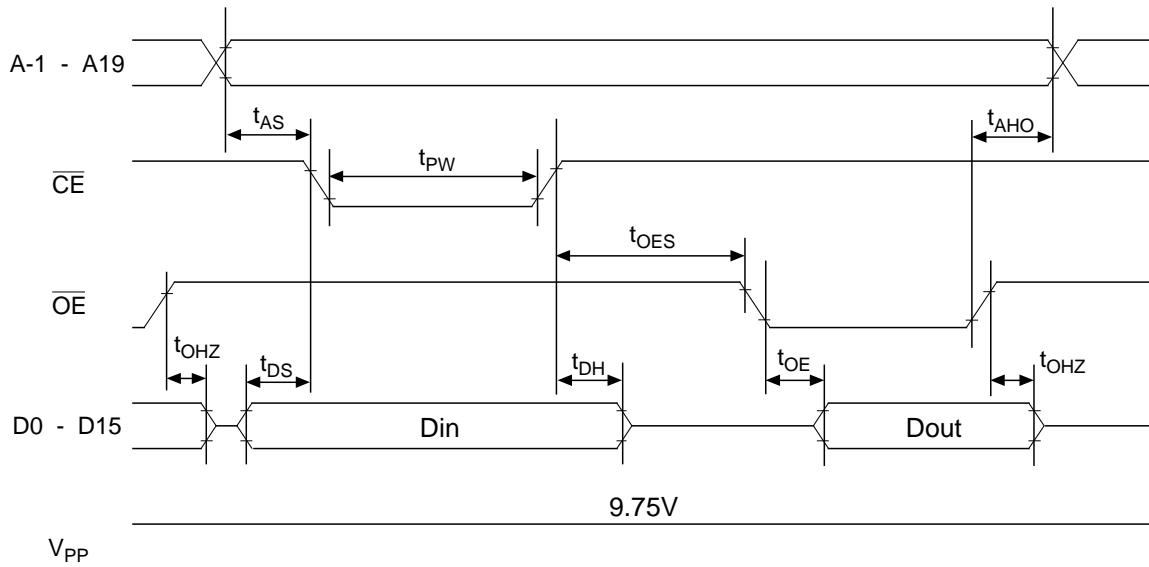 A-1 - A19
tAS
tAHO
CE
tPW
tOES
OE
tOHZ
tDS
tDH
tOE
tOHZ
D0 - D15
Din
Dout
9.75V
VPP